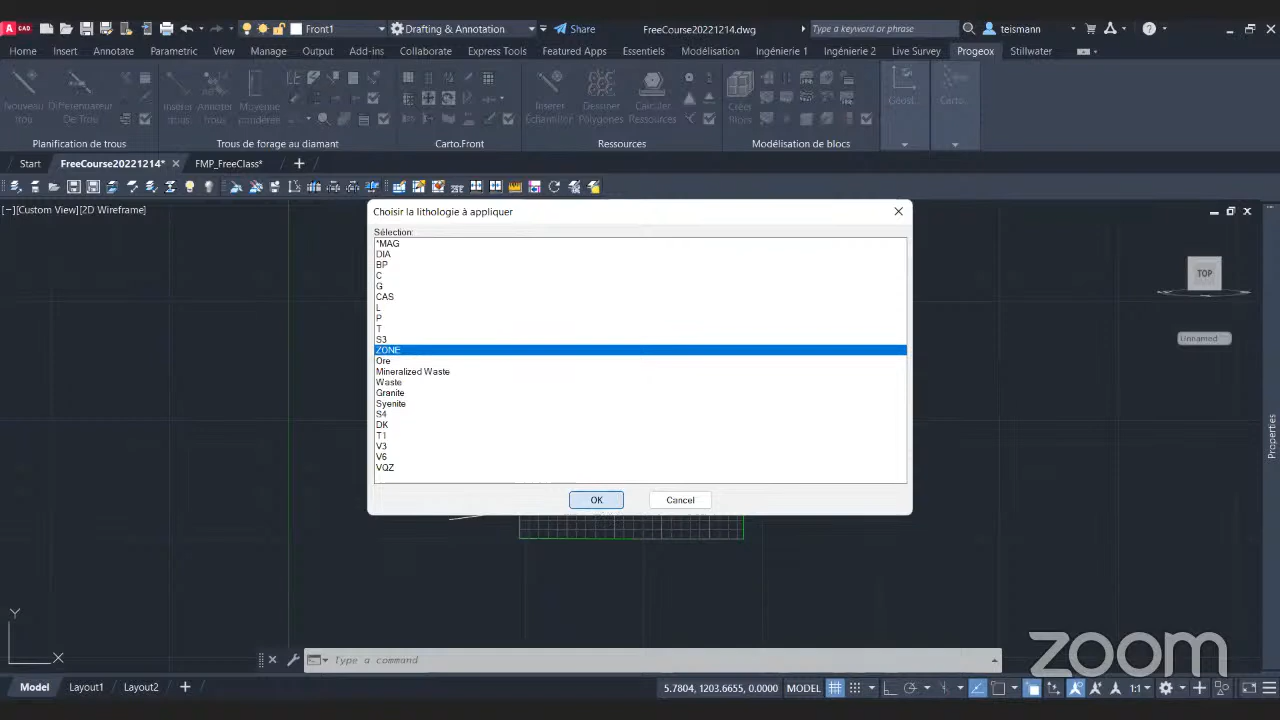 A CAD Front1 Drafting & Annotation Share FreeCourse20221214.dwg Type a keyword or phrase teismann
Home Insert Annotate Parametric View Manage Output Add-ins Collaborate Express Tools Featured Apps Essentiels Modélisation Ingénierie 1 Ingénierie 2 Live Survey Progeox Stillwater
Nouveau trou
Différentiateur De Trou
Insérer trous
Annoter trous
Moyenne pondérée
Insérer Échantillon
Dessiner Polygones
Calculer Ressources
Créer Blocs
Géost...
Carto...
Planification de trous Trous de forage au diamant Carto.Front Ressources Modélisation de blocs
Start FreeCourse20221214* FMP_FreeClass*
[−][Custom View][2D Wireframe]
Choisir la lithologie à appliquer
Sélection:
*MAG
DIA
BP
C
G
CAS
L
P
T
S3
ZONE
Ore
Mineralized Waste
Waste
Granite
Syenite
S4
DK
T1
V3
V6
VQZ
OK Cancel
TOP
Unnamed
Properties
Y
X
Type a command
zoom
Model Layout1 Layout2 5.7804, 1203.6655, 0.0000 MODEL 1:1